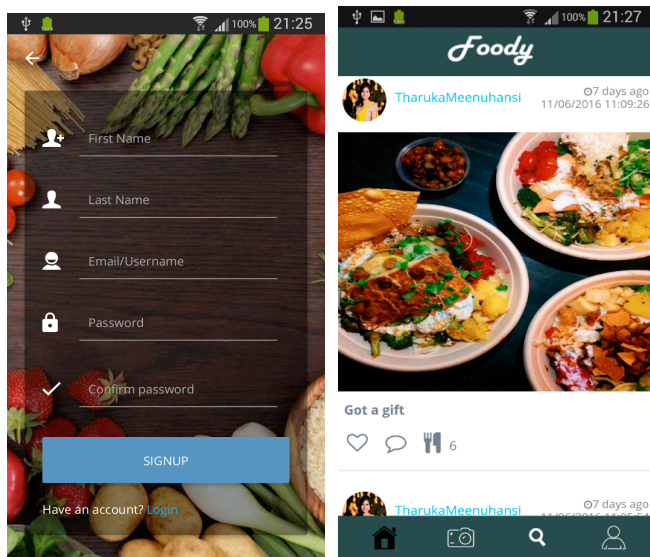 100% 21:25
First Name
Last Name
Email/Username
Password
Confirm password
SIGNUP
Have an account? Login
100% 21:27
Foody
TharukaMeenuhansi
7 days ago
11/06/2016 11:09:26
Got a gift
6
TharukaMeenuhansi
7 days ago